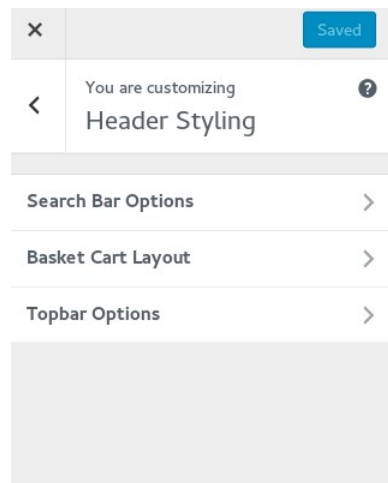 Saved
You are customizing
Header Styling
Search Bar Options
Basket Cart Layout
Topbar Options